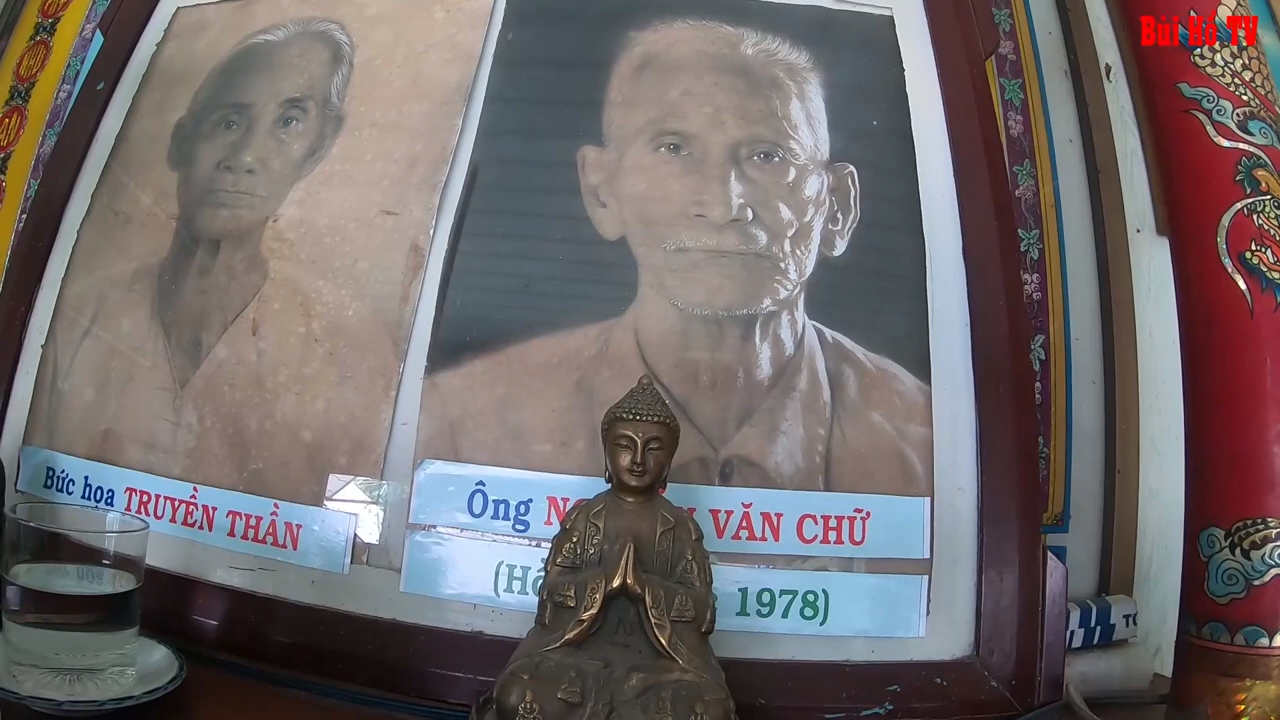 Bùi Hồ TV
Bức họa TRUYỀN THẦN
Ông VĂN CHỮ
1978)